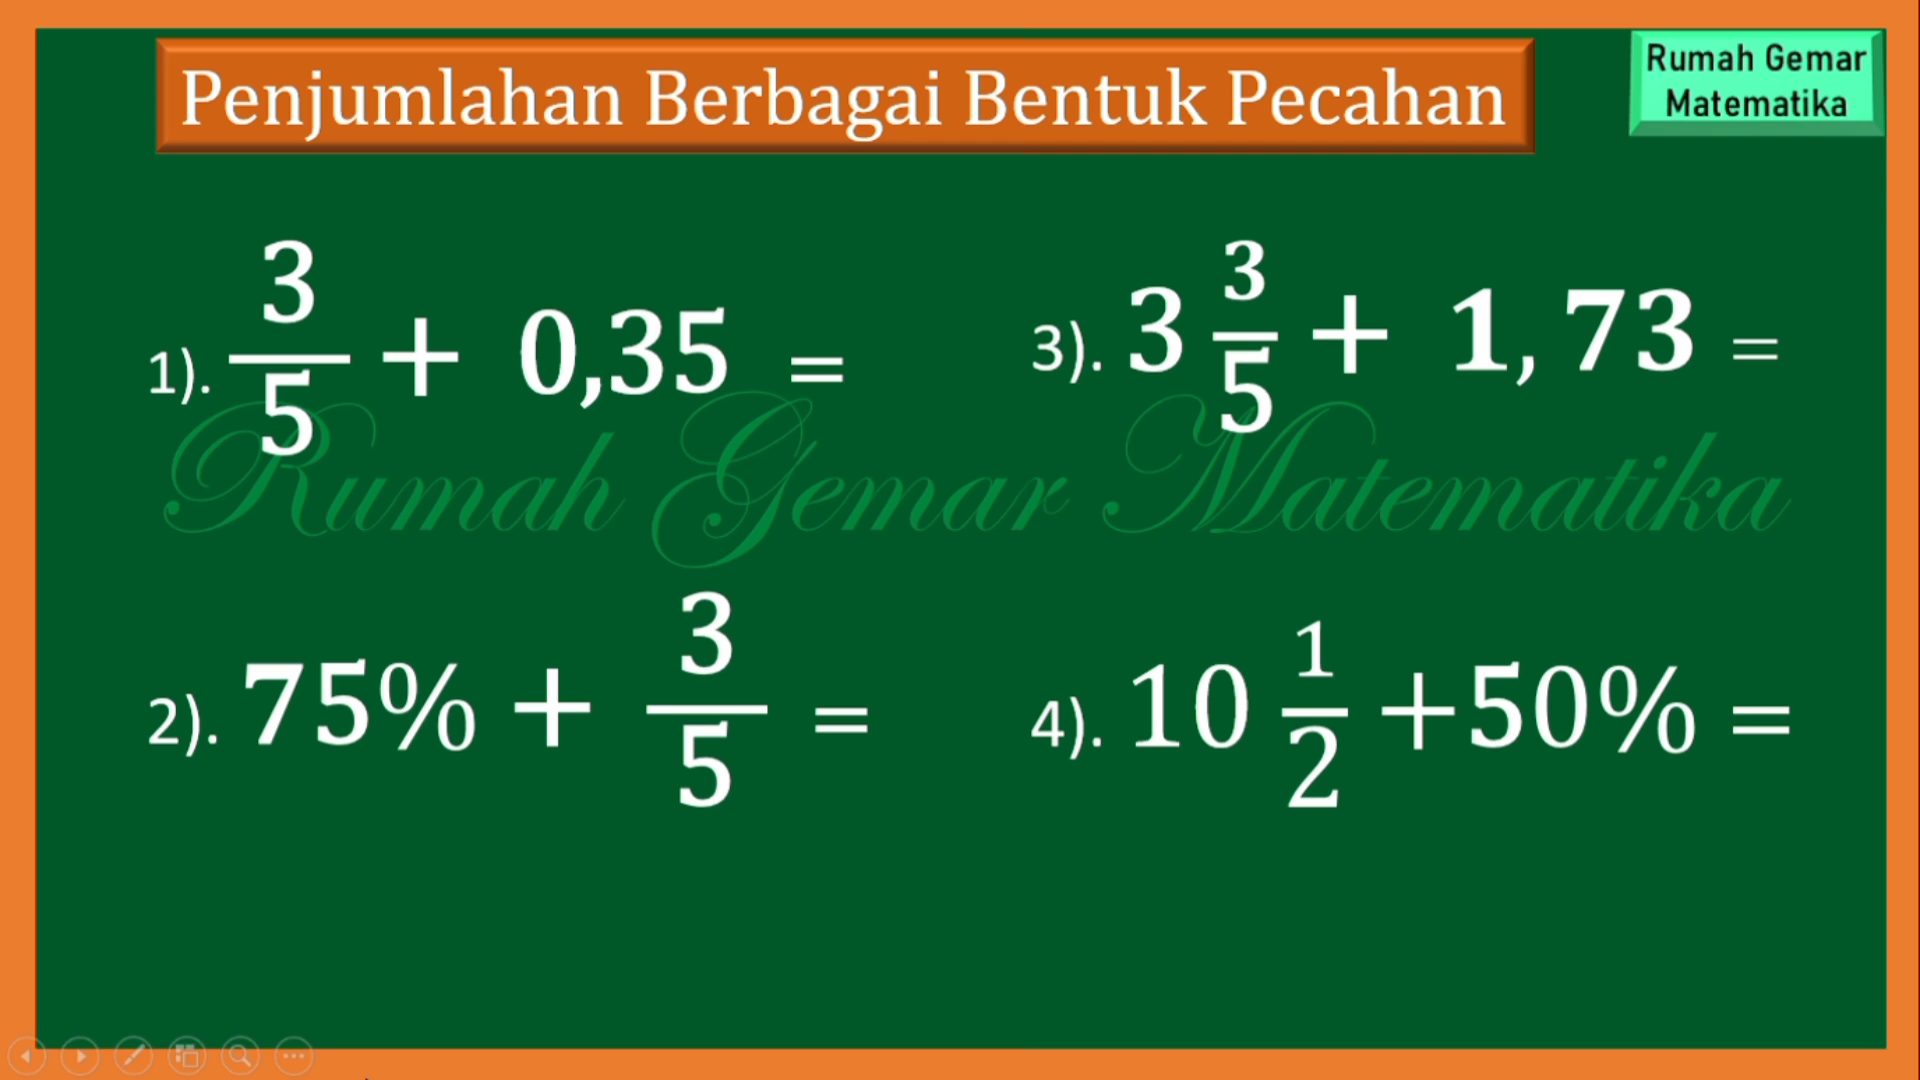 Penjumlahan Berbagai Bentuk Pecahan
Rumah Gemar
Matematika
1). 3/5 + 0,35 =
3). 3 3/5 + 1,73 =
Rumah Gemar Matematika
2). 75% + 3/5 =
4). 10 1/2 +50% =